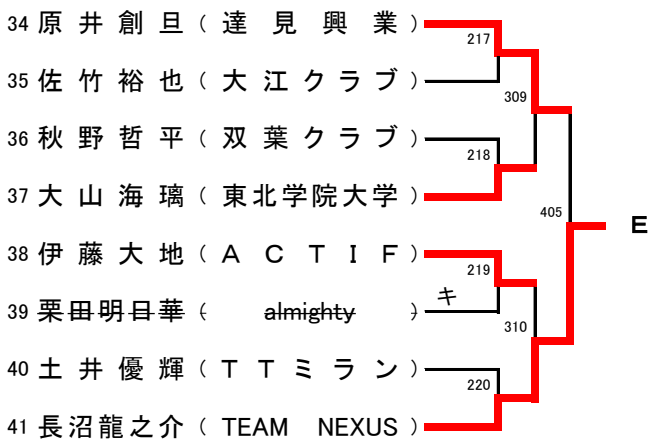 34 原井創旦（達見興業）
217
35 佐竹裕也（大江クラブ）
309
36 秋野哲平（双葉クラブ）
218
37 大山海璃（東北学院大学）
405
E
38 伊藤大地（ACTIF）
219
39 栗田明日華（almighty）キ
310
40 土井優輝（TTミラン）
220
41 長沼龍之介（TEAM NEXUS）